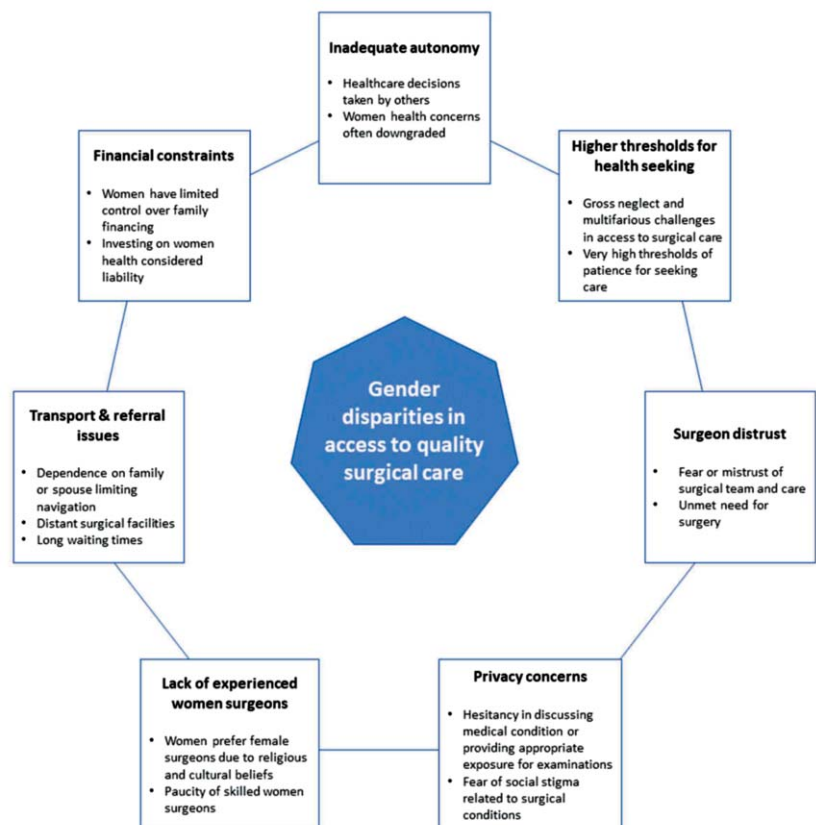 Inadequate autonomy
• Healthcare decisions
taken by others
• Women health concerns
often downgraded
Higher thresholds for
health seeking
• Gross neglect and
multifarious challenges
in access to surgical care
• Very high thresholds of
patience for seeking
care
Surgeon distrust
• Fear or mistrust of
surgical team and care
• Unmet need for
surgery
Privacy concerns
• Hesitancy in discussing
medical condition or
providing appropriate
exposure for examinations
• Fear of social stigma
related to surgical
conditions
Lack of experienced
women surgeons
• Women prefer female
surgeons due to religious
and cultural beliefs
• Paucity of skilled women
surgeons
Transport & referral
issues
• Dependence on family
or spouse limiting
navigation
• Distant surgical facilities
• Long waiting times
Financial constraints
• Women have limited
control over family
financing
• Investing on women
health considered
liability
Gender
disparities in
access to quality
surgical care